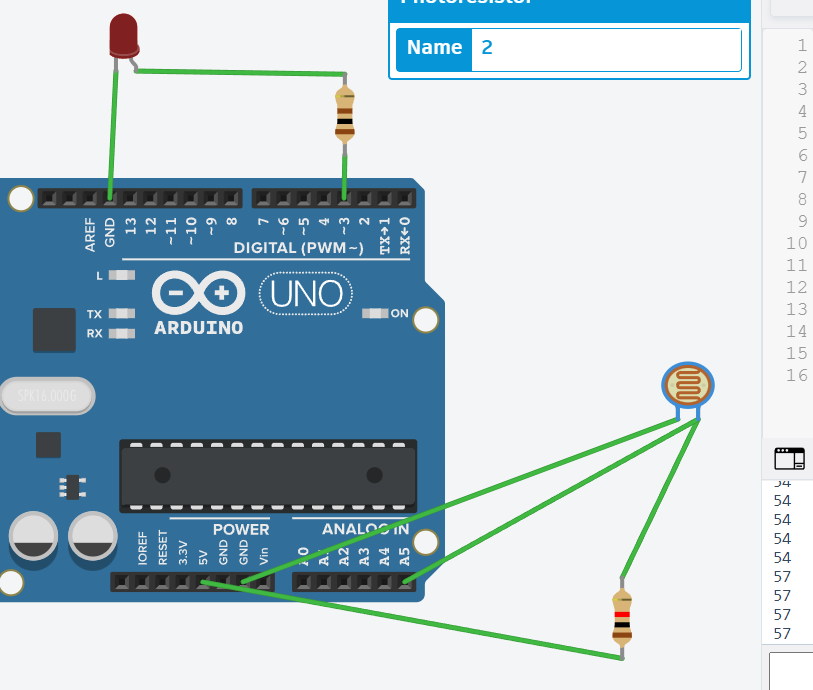 Photoresistor
Name 2
AREF
GND
13
12
~11
~10
~9
8
7
~6
~5
4
~3
2
TX→1
RX←0
DIGITAL (PWM~)
L
TX
RX
ON
UNO
ARDUINO
SPK16.000G
IOREF
RESET
3.3V
5V
GND
GND
Vin
POWER
ANALOG IN
A0
A1
A2
A3
A4
A5
1
2
3
4
5
6
7
8
9
10
11
12
13
14
15
16
54
54
54
54
54
57
57
57
57